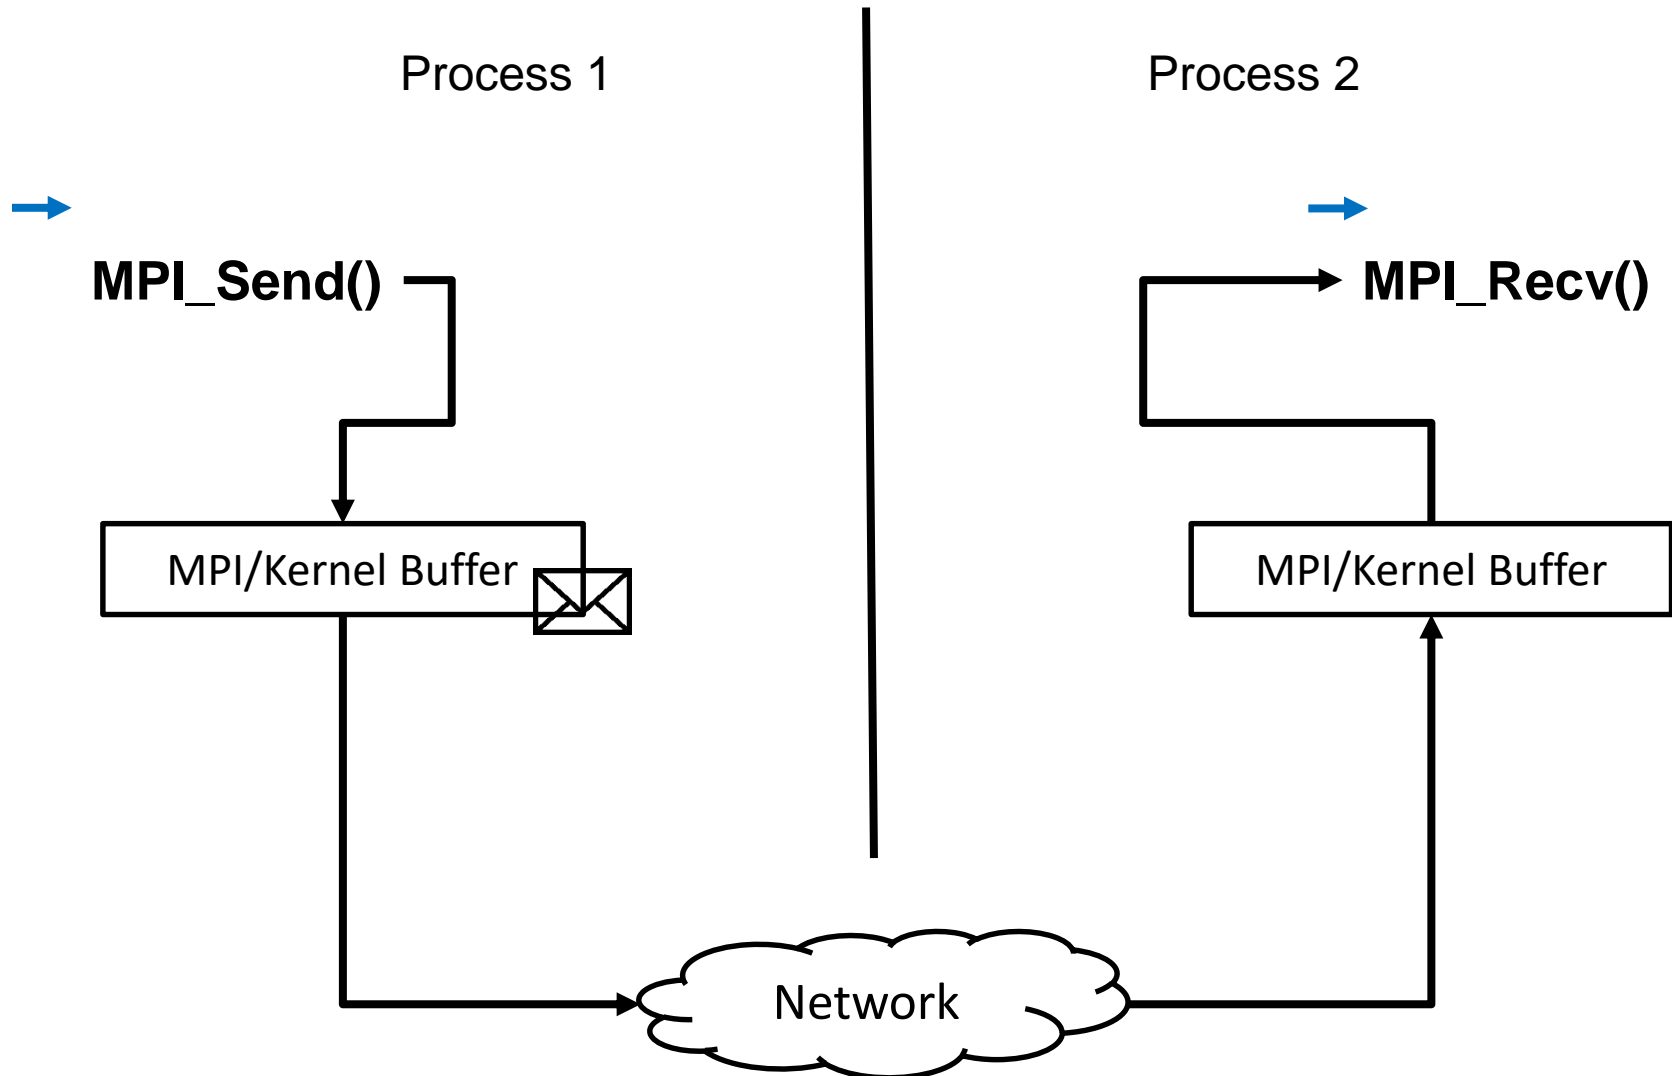 Process 1
Process 2
MPI_Send()
MPI_Recv()
MPI/Kernel Buffer
MPI/Kernel Buffer
Network